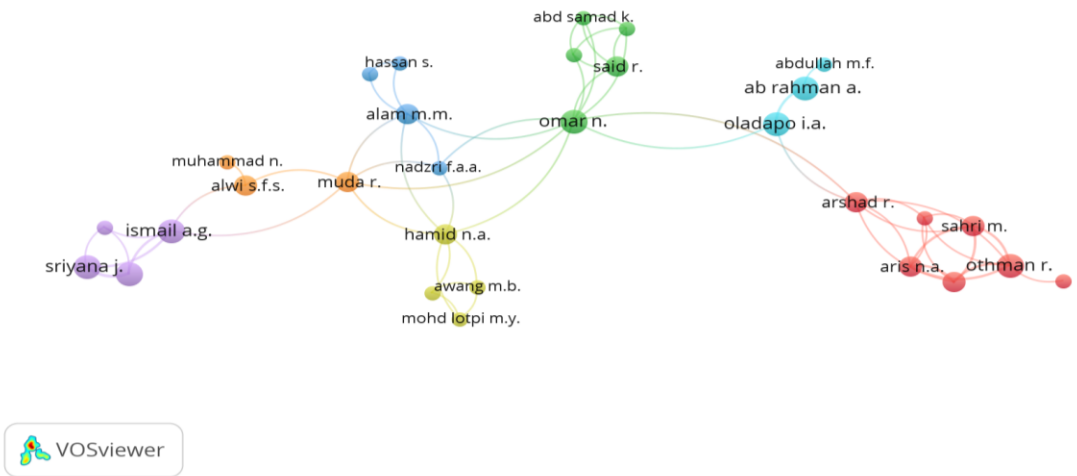 abd samad k.
hassan s.
said r.
abdullah m.f.
ab rahman a.
alam m.m.
omar n.
oladapo i.a.
muhammad n.
nadzri f.a.a.
alwi s.f.s.
muda r.
arshad r.
ismail a.g.
hamid n.a.
sahri m.
sriyana j.
aris n.a.
othman r.
awang m.b.
mohd lotpi m.y.
VOSviewer